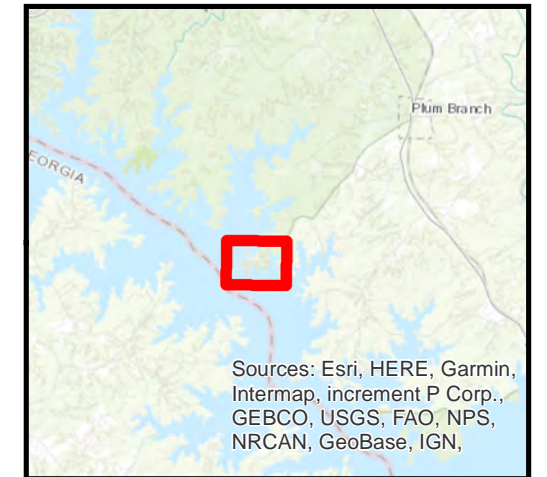 Plum Branch
EORGIA
Sources: Esri, HERE, Garmin,
Intermap, increment P Corp.,
GEBCO, USGS, FAO, NPS,
NRCAN, GeoBase, IGN,